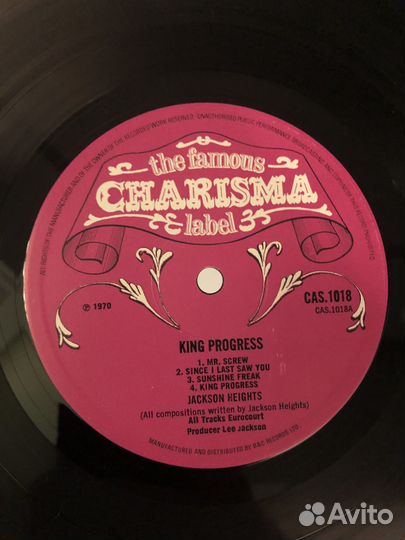 ALL RIGHTS OF THE MANUFACTURER AND OF THE OWNER OF THE RECORDED WORK RESERVED. UNAUTHORISED PUBLIC PERFORMANCE, BROADCASTING AND COPYING OF THIS RECORD PROHIBITED
the famous
CHARISMA
label
℗ 1970
CAS.1018
CAS.1018A
KING PROGRESS
1. MR. SCREW
2. SINCE I LAST SAW YOU
3. SUNSHINE FREAK
4. KING PROGRESS
JACKSON HEIGHTS
(All compositions written by Jackson Heights)
All Tracks Eurocourt
Producer Lee Jackson
MANUFACTURED AND DISTRIBUTED BY B&C RECORDS LTD.
Avito